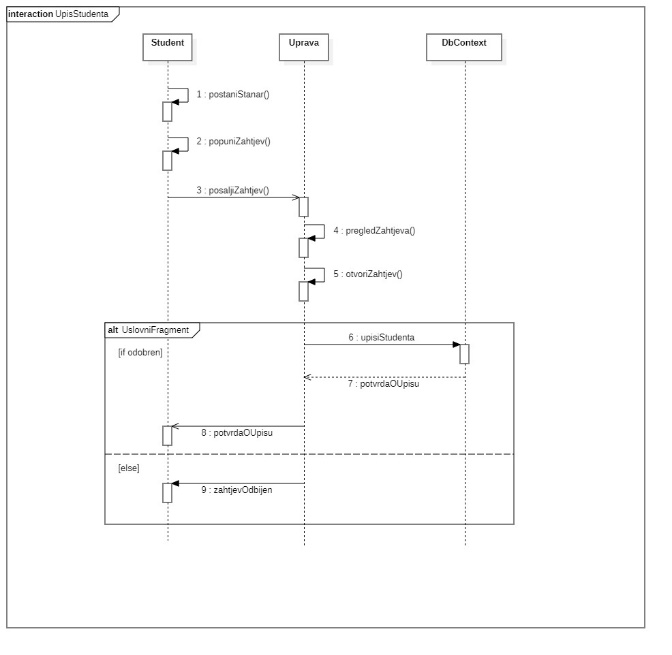 interaction UpisStudenta
Student
Uprava
DbContext
1 : postaniStanar()
2 : popuniZahtjev()
3 : posaljiZahtjev()
4 : pregledZahtjeva()
5 : otvoriZahtjev()
alt UslovniFragment
6 : upisiStudenta
[if odobren]
7 : potvrdaOUpisu
8 : potvrdaOUpisu
[else]
9 : zahtjevOdbijen